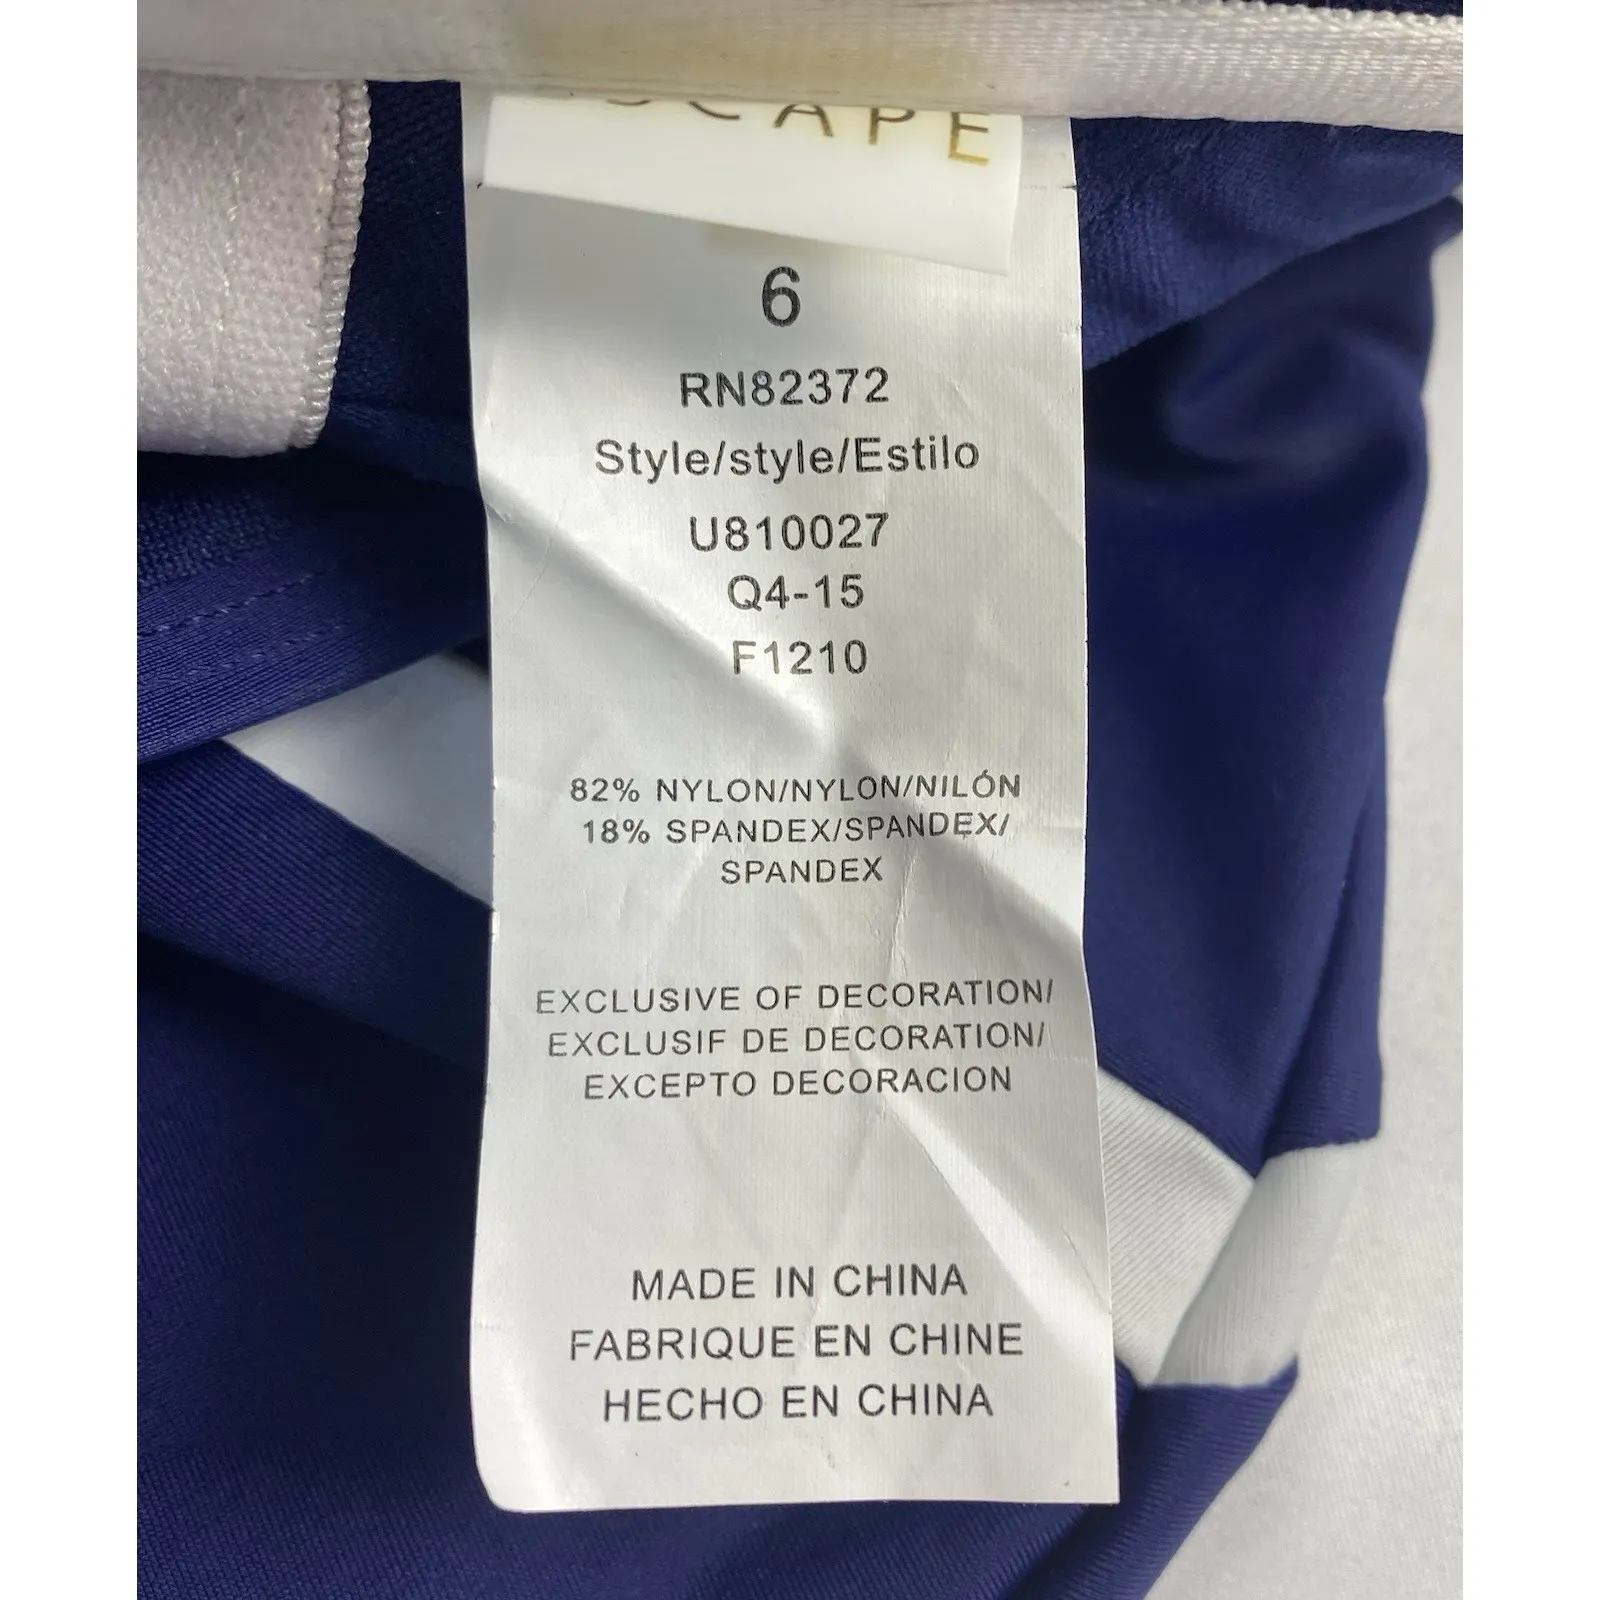 CAPE
6
RN82372
Style/style/Estilo
U810027
Q4-15
F1210
82% NYLON/NYLON/NILÓN
18% SPANDEX/SPANDEX/
SPANDEX
EXCLUSIVE OF DECORATION/
EXCLUSIF DE DECORATION/
EXCEPTO DECORACION
MADE IN CHINA
FABRIQUE EN CHINE
HECHO EN CHINA